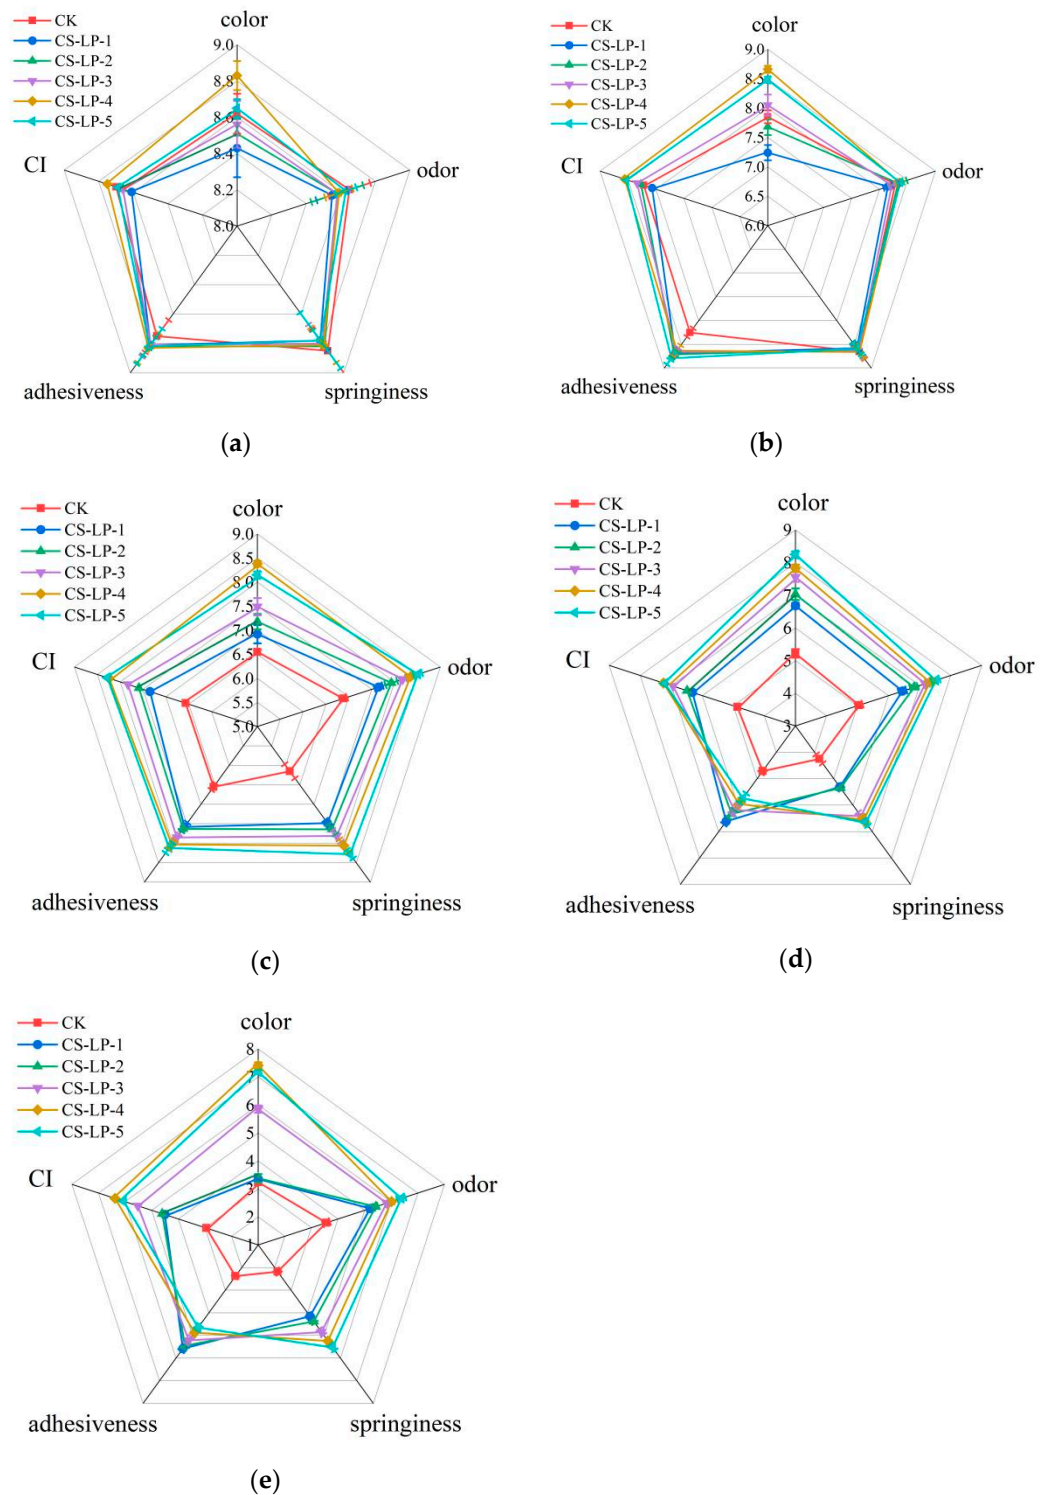 CK
CS-LP-1
CS-LP-2
CS-LP-3
CS-LP-4
CS-LP-5
color
9.0
8.8
8.6
8.4
8.2
8.0
CI
odor
adhesiveness
springiness
(a)
CK
CS-LP-1
CS-LP-2
CS-LP-3
CS-LP-4
CS-LP-5
color
9.0
8.5
8.0
7.5
7.0
6.5
6.0
CI
odor
adhesiveness
springiness
(b)
CK
CS-LP-1
CS-LP-2
CS-LP-3
CS-LP-4
CS-LP-5
color
9.0
8.5
8.0
7.5
7.0
6.5
6.0
5.5
5.0
CI
odor
adhesiveness
springiness
(c)
CK
CS-LP-1
CS-LP-2
CS-LP-3
CS-LP-4
CS-LP-5
color
9
8
7
6
5
4
3
CI
odor
adhesiveness
springiness
(d)
CK
CS-LP-1
CS-LP-2
CS-LP-3
CS-LP-4
CS-LP-5
color
8
7
6
5
4
3
2
1
CI
odor
adhesiveness
springiness
(e)